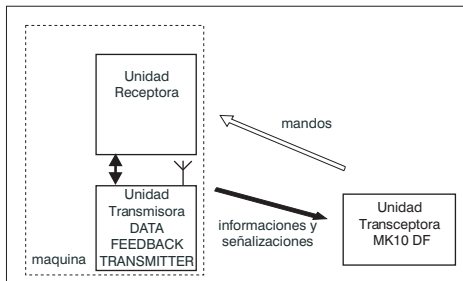 Unidad
Receptora
mandos
Unidad
Transmisora
DATA
FEEDBACK
TRANSMITTER
maquina
informaciones y
señalizaciones
Unidad
Transceptora
MK10 DF